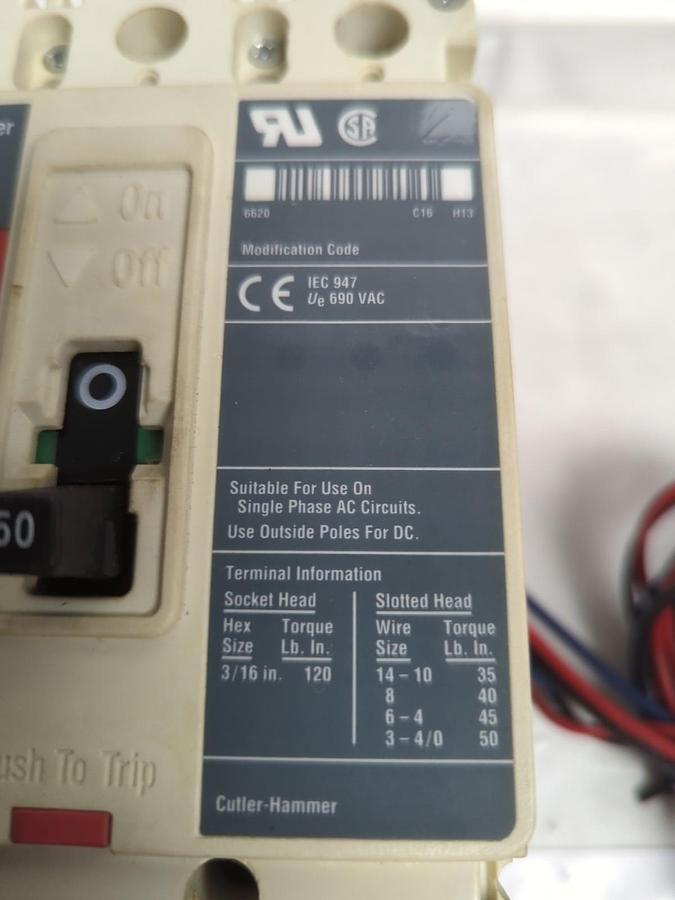 er
On
Off
O
60
ush To Trip
6620 C16 H13
Modification Code
CE IEC 947
Ue 690 VAC
Suitable For Use On
Single Phase AC Circuits.
Use Outside Poles For DC.
Terminal Information
Socket Head
Hex Torque
Size Lb. In.
3/16 in. 120
Slotted Head
Wire Torque
Size Lb. In.
14 – 10 35
8 40
6 – 4 45
3 – 4/0 50
Cutler-Hammer